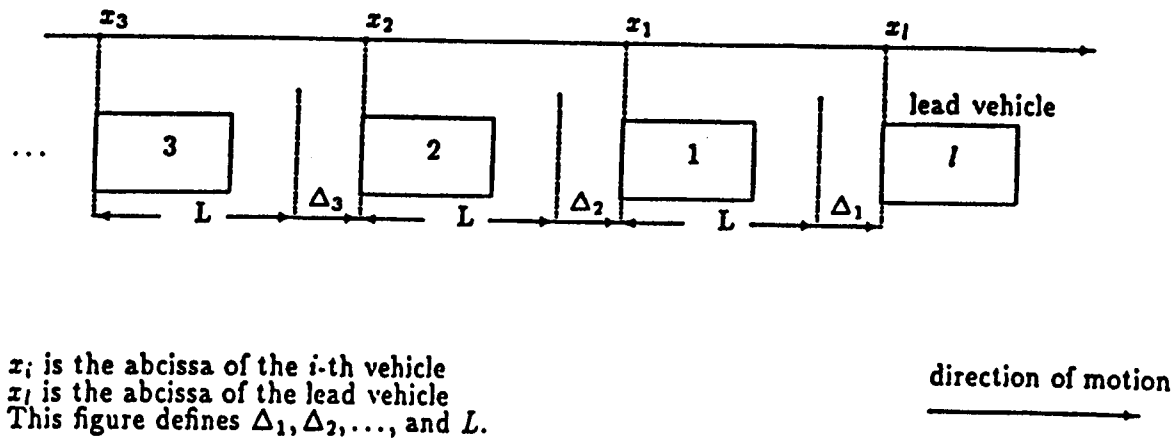 x₃ x₂ x₁ xₗ
lead vehicle
... 3 2 1 l
L Δ₃ L Δ₂ L Δ₁
xᵢ is the abcissa of the i-th vehicle
xₗ is the abcissa of the lead vehicle
This figure defines Δ₁, Δ₂, ..., and L.
direction of motion